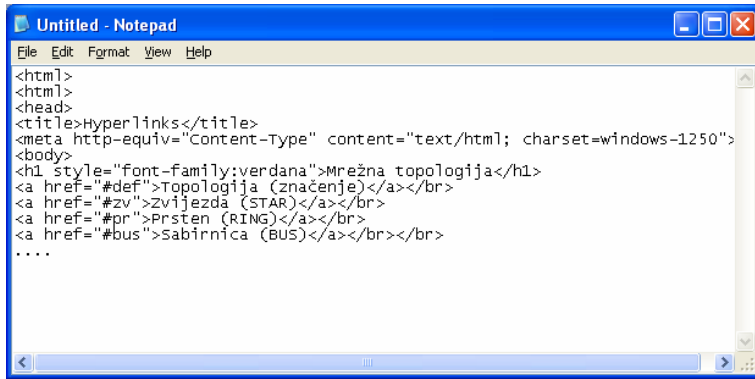 Untitled - Notepad
File Edit Format View Help
<html>
<html>
<head>
<title>Hyperlinks</title>
<meta http-equiv="Content-Type" content="text/html; charset=windows-1250">
<body>
<h1 style="font-family:verdana">Mrežna topologija</h1>
<a href="#def">Topologija (značenje)</a></br>
<a href="#zv">Zvijezda (STAR)</a></br>
<a href="#pr">Prsten (RING)</a></br>
<a href="#bus">Sabirnica (BUS)</a></br></br>
....